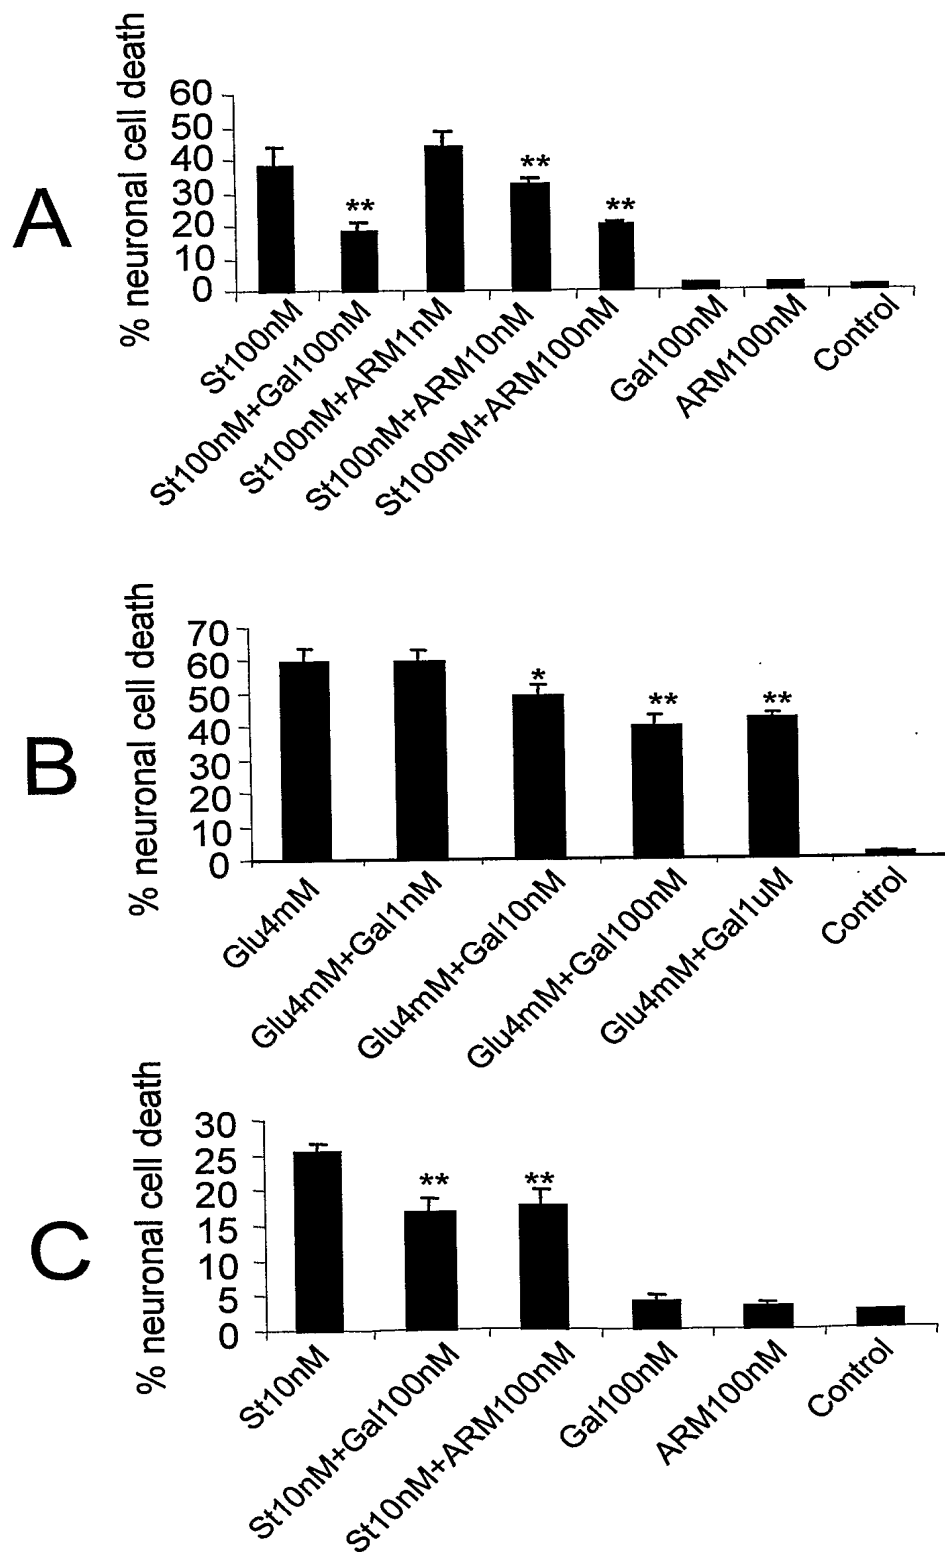 A
% neuronal cell death
60
50
40
30
20
10
0
**
**
**
St100nM
St100nM+Gal100nM
St100nM+ARM1nM
St100nM+ARM10nM
St100nM+ARM100nM
Gal100nM
ARM100nM
Control
B
% neuronal cell death
70
60
50
40
30
20
10
0
*
**
**
Glu4mM
Glu4mM+Gal1nM
Glu4mM+Gal10nM
Glu4mM+Gal100nM
Glu4mM+Gal1uM
Control
C
% neuronal cell death
30
25
20
15
10
5
0
**
**
St10nM
St10nM+Gal100nM
St10nM+ARM100nM
Gal100nM
ARM100nM
Control